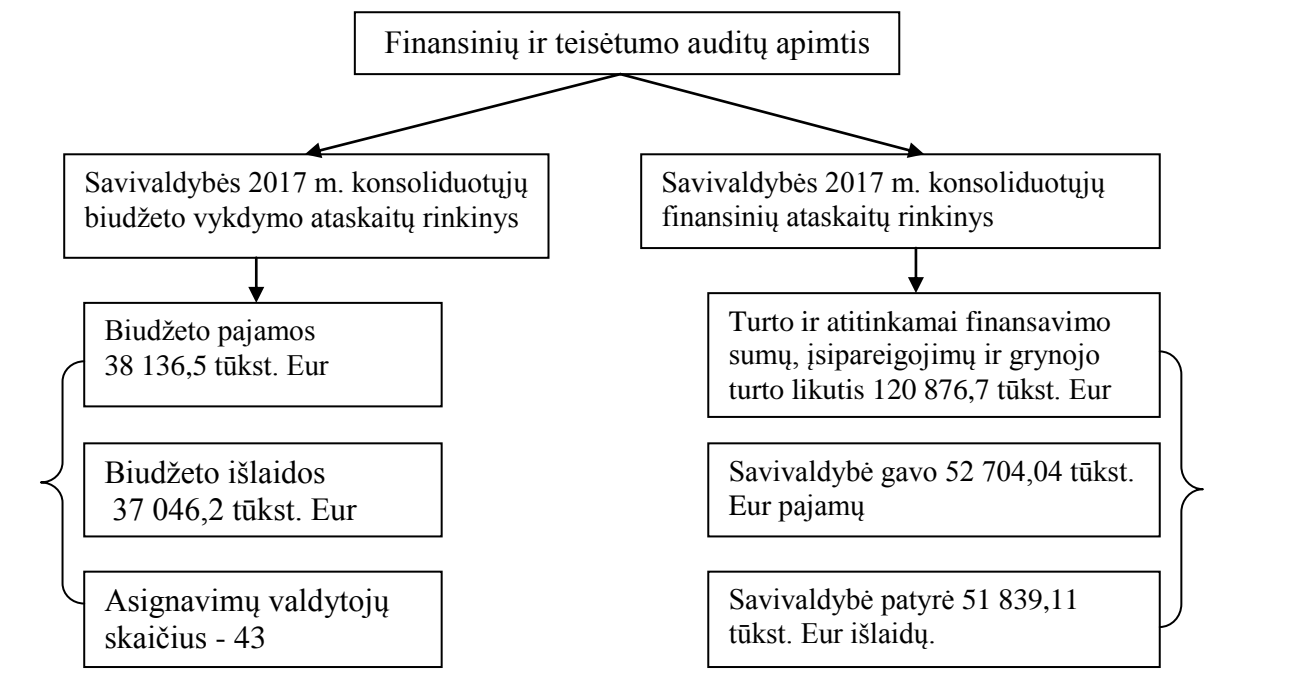 Finansinių ir teisėtumo auditų apimtis
Savivaldybės 2017 m. konsoliduotųjų
biudžeto vykdymo ataskaitų rinkinys
Savivaldybės 2017 m. konsoliduotųjų
finansinių ataskaitų rinkinys
Biudžeto pajamos
38 136,5 tūkst. Eur
Turto ir atitinkamai finansavimo
sumų, įsipareigojimų ir grynojo
turto likutis 120 876,7 tūkst. Eur
Biudžeto išlaidos
37 046,2 tūkst. Eur
Savivaldybė gavo 52 704,04 tūkst.
Eur pajamų
Asignavimų valdytojų
skaičius - 43
Savivaldybė patyrė 51 839,11
tūkst. Eur išlaidų.